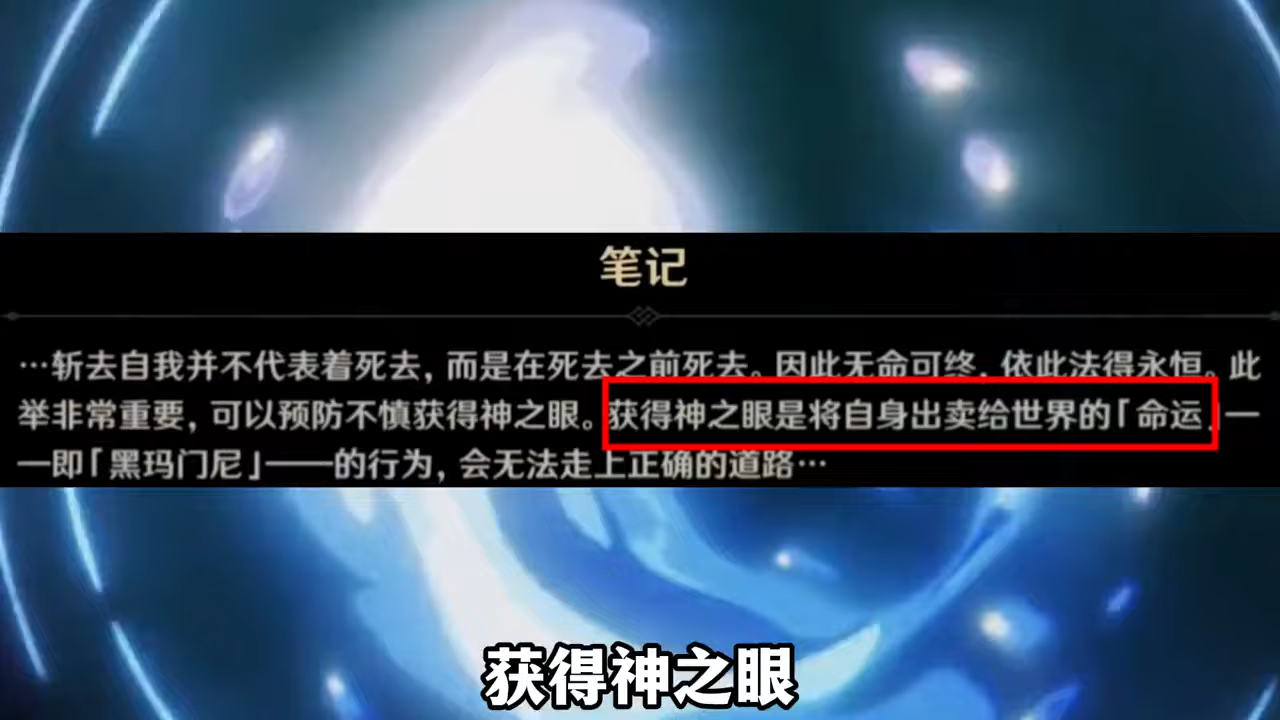 笔记
…斩去自我并不代表着死去，而是在死去之前死去。因此无命可终，依此法得永恒。此
举非常重要，可以预防不慎获得神之眼。获得神之眼是将自身出卖给世界的「命运」—
—即「黑玛门尼」——的行为，会无法走上正确的道路…
获得神之眼